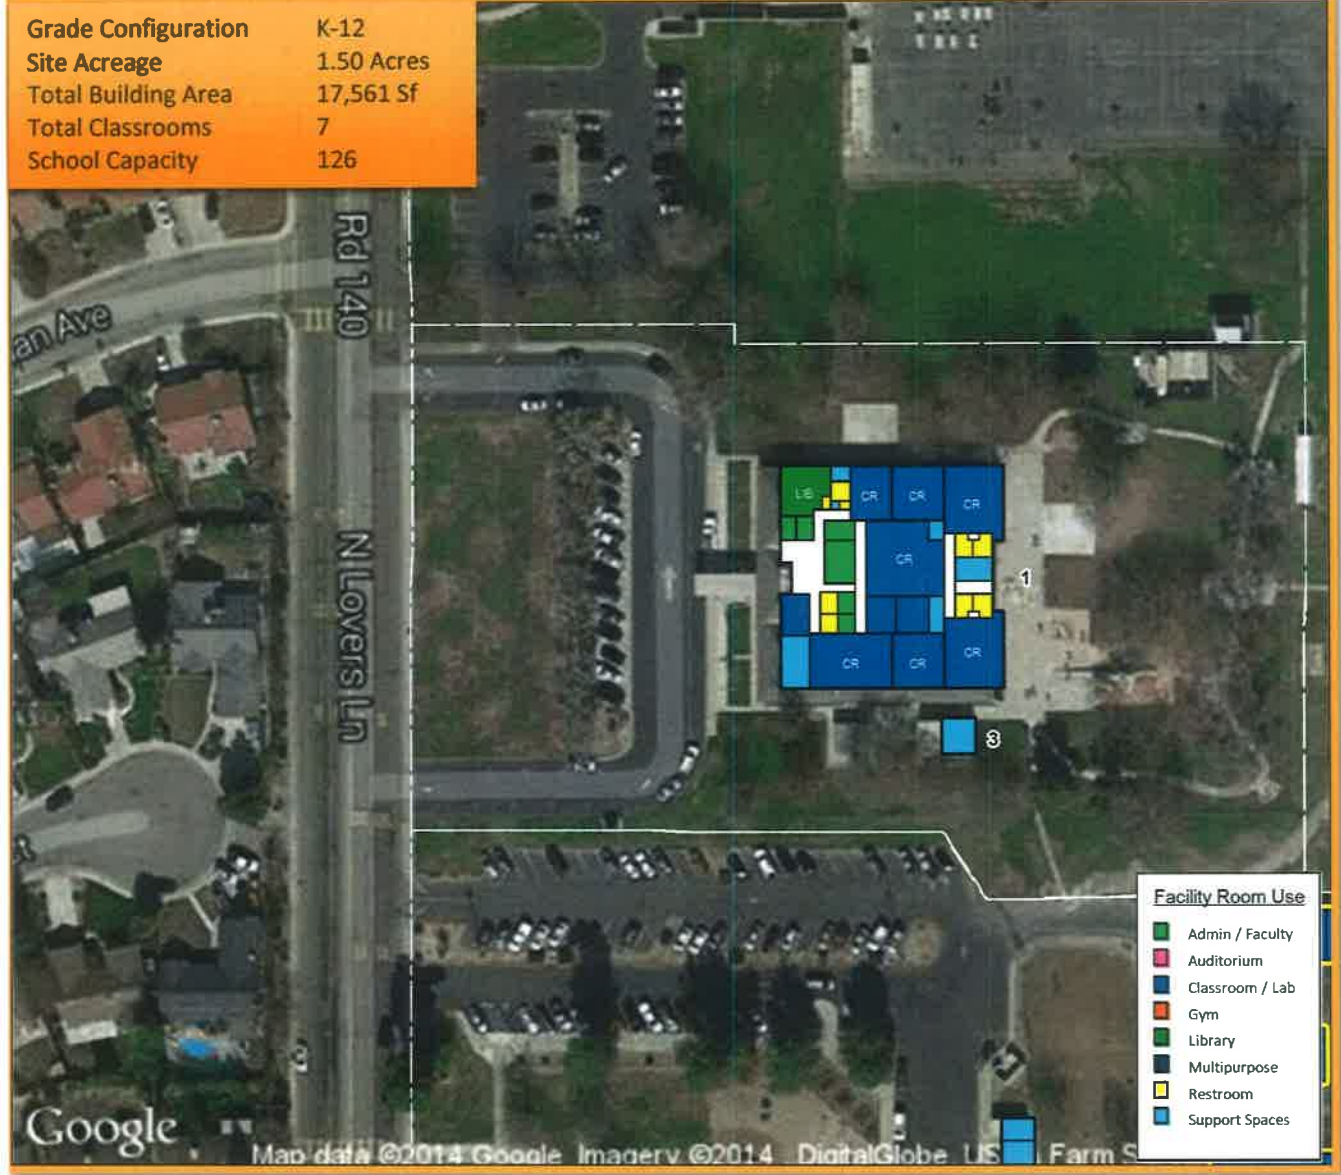 Grade Configuration K-12
Site Acreage 1.50 Acres
Total Building Area 17,561 Sf
Total Classrooms 7
School Capacity 126
Rd 140
an Ave
LIB
CR CR CR
CR
1
N Lovers Ln
CR CR CR
3
st
Facility Room Use
Admin / Faculty
Auditorium
Classroom / Lab
Gym
Library
Multipurpose
Restroom
Support Spaces
Google
Map data ©2014 Google Imagery ©2014 , DigitalGlobe, US Farm S